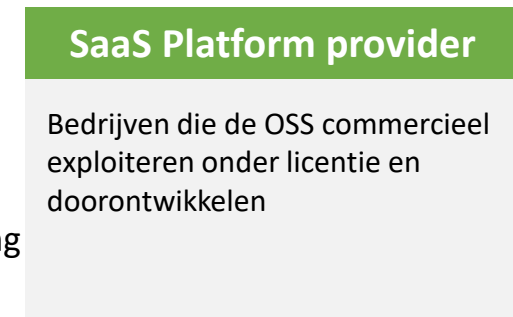 SaaS Platform provider
Bedrijven die de OSS commercieel
exploiteren onder licentie en
doorontwikkelen